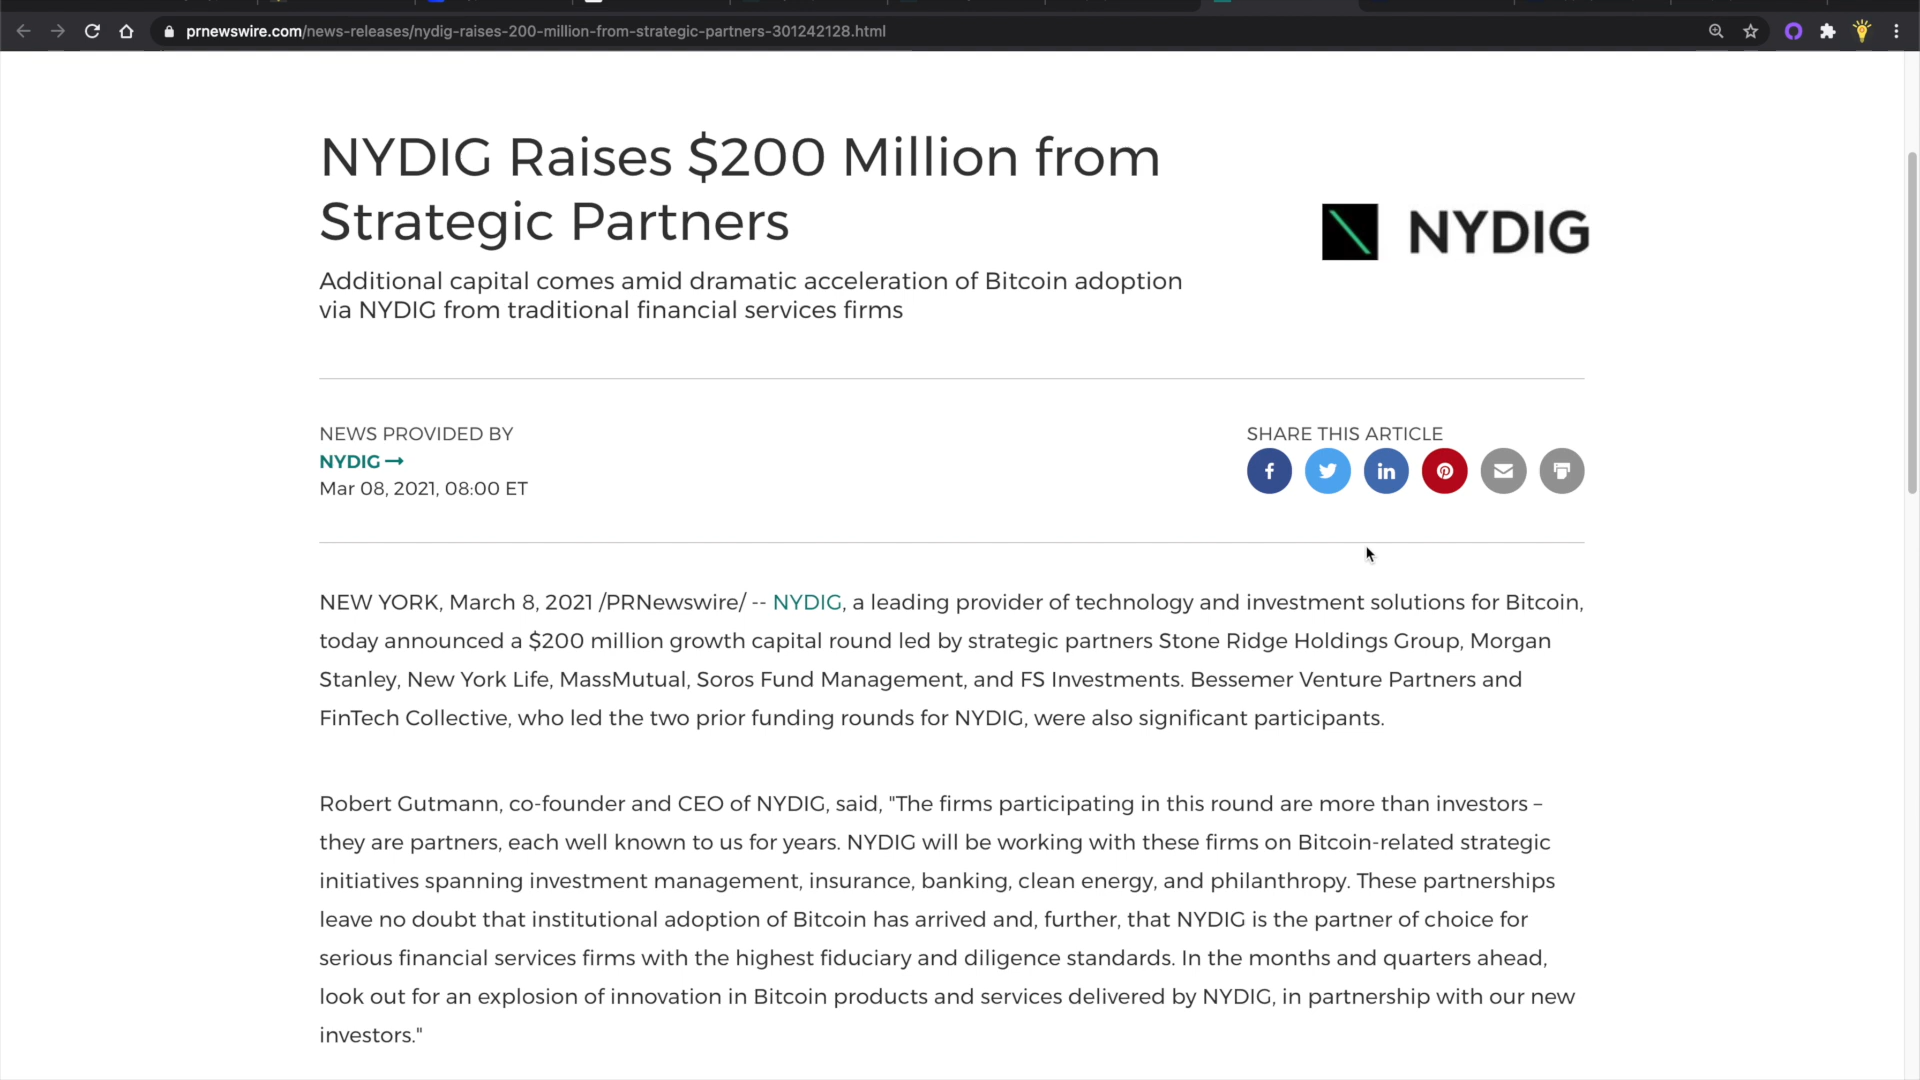 prnewswire.com/news-releases/nydig-raises-200-million-from-strategic-partners-301242128.html
NYDIG Raises $200 Million from
Strategic Partners
NYDIG
Additional capital comes amid dramatic acceleration of Bitcoin adoption
via NYDIG from traditional financial services firms
NEWS PROVIDED BY
NYDIG
Mar 08, 2021, 08:00 ET
SHARE THIS ARTICLE
NEW YORK, March 8, 2021 /PRNewswire/ -- NYDIG, a leading provider of technology and investment solutions for Bitcoin,
today announced a $200 million growth capital round led by strategic partners Stone Ridge Holdings Group, Morgan
Stanley, New York Life, MassMutual, Soros Fund Management, and FS Investments. Bessemer Venture Partners and
FinTech Collective, who led the two prior funding rounds for NYDIG, were also significant participants.
Robert Gutmann, co-founder and CEO of NYDIG, said, "The firms participating in this round are more than investors –
they are partners, each well known to us for years. NYDIG will be working with these firms on Bitcoin-related strategic
initiatives spanning investment management, insurance, banking, clean energy, and philanthropy. These partnerships
leave no doubt that institutional adoption of Bitcoin has arrived and, further, that NYDIG is the partner of choice for
serious financial services firms with the highest fiduciary and diligence standards. In the months and quarters ahead,
look out for an explosion of innovation in Bitcoin products and services delivered by NYDIG, in partnership with our new
investors."